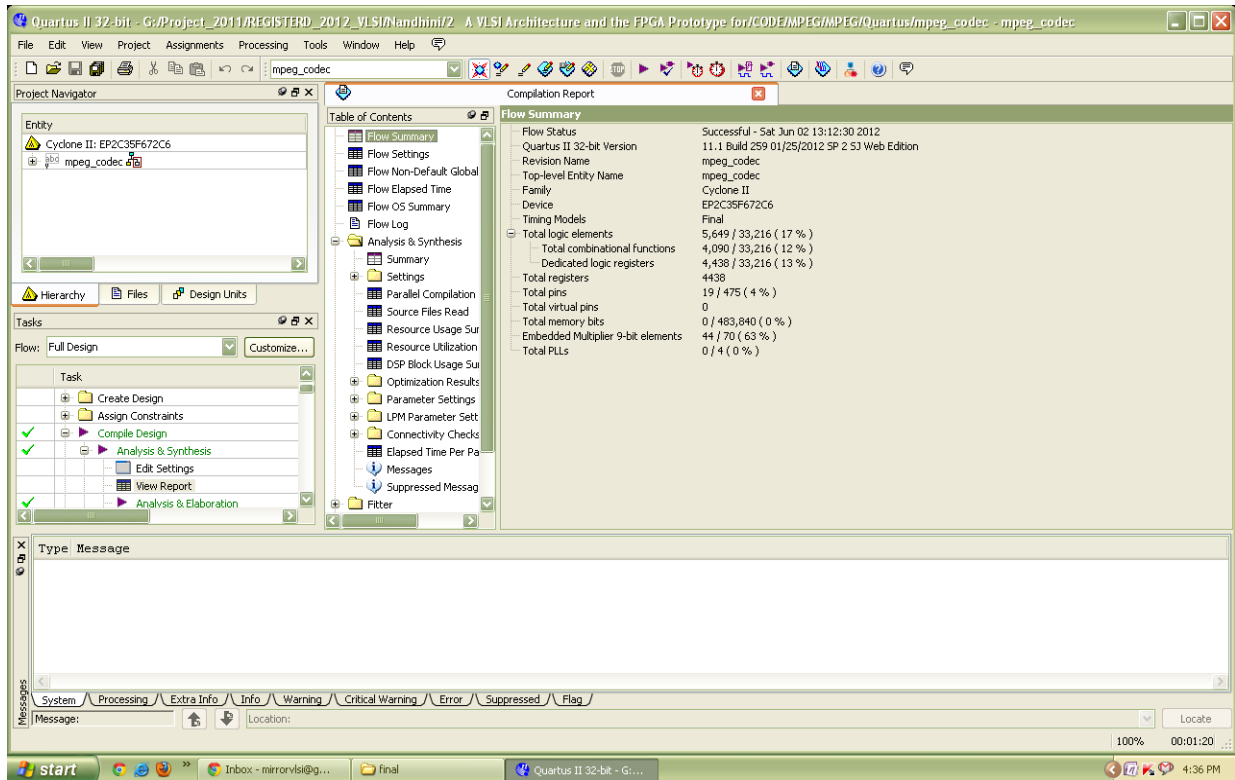 Quartus II 32-bit - G:/Project_2011/REGISTERD_2012_VLSI/Nandhini/2   A VLSI Architecture and the FPGA Prototype for/CODE/MPEG/MPEG/Quartus/mpeg_codec - mpeg_codec
File Edit View Project Assignments Processing Tools Window Help
mpeg_codec
Project Navigator
Entity
Cyclone II: EP2C35F672C6
mpeg_codec
Hierarchy Files Design Units
Tasks
Flow: Full Design Customize...
Task
Create Design
Assign Constraints
Compile Design
Analysis & Synthesis
Edit Settings
View Report
Analysis & Elaboration
Compilation Report
Table of Contents
Flow Summary
Flow Settings
Flow Non-Default Global
Flow Elapsed Time
Flow OS Summary
Flow Log
Analysis & Synthesis
Summary
Settings
Parallel Compilation
Source Files Read
Resource Usage Sur
Resource Utilization
DSP Block Usage Sur
Optimization Results
Parameter Settings
LPM Parameter Sett
Connectivity Checks
Elapsed Time Per Pa
Messages
Suppressed Messag
Fitter
Flow Summary
Flow Status Successful - Sat Jun 02 13:12:30 2012
Quartus II 32-bit Version 11.1 Build 259 01/25/2012 SP 2 SJ Web Edition
Revision Name mpeg_codec
Top-level Entity Name mpeg_codec
Family Cyclone II
Device EP2C35F672C6
Timing Models Final
Total logic elements 5,649 / 33,216 ( 17 % )
Total combinational functions 4,090 / 33,216 ( 12 % )
Dedicated logic registers 4,438 / 33,216 ( 13 % )
Total registers 4438
Total pins 19 / 475 ( 4 % )
Total virtual pins 0
Total memory bits 0 / 483,840 ( 0 % )
Embedded Multiplier 9-bit elements 44 / 70 ( 63 % )
Total PLLs 0 / 4 ( 0 % )
Type Message
Messages
System Processing Extra Info Info Warning Critical Warning Error Suppressed Flag
Message: Location: Locate
100% 00:01:20
start Inbox - mirrorvlsi@g... final Quartus II 32-bit - G:... 4:36 PM